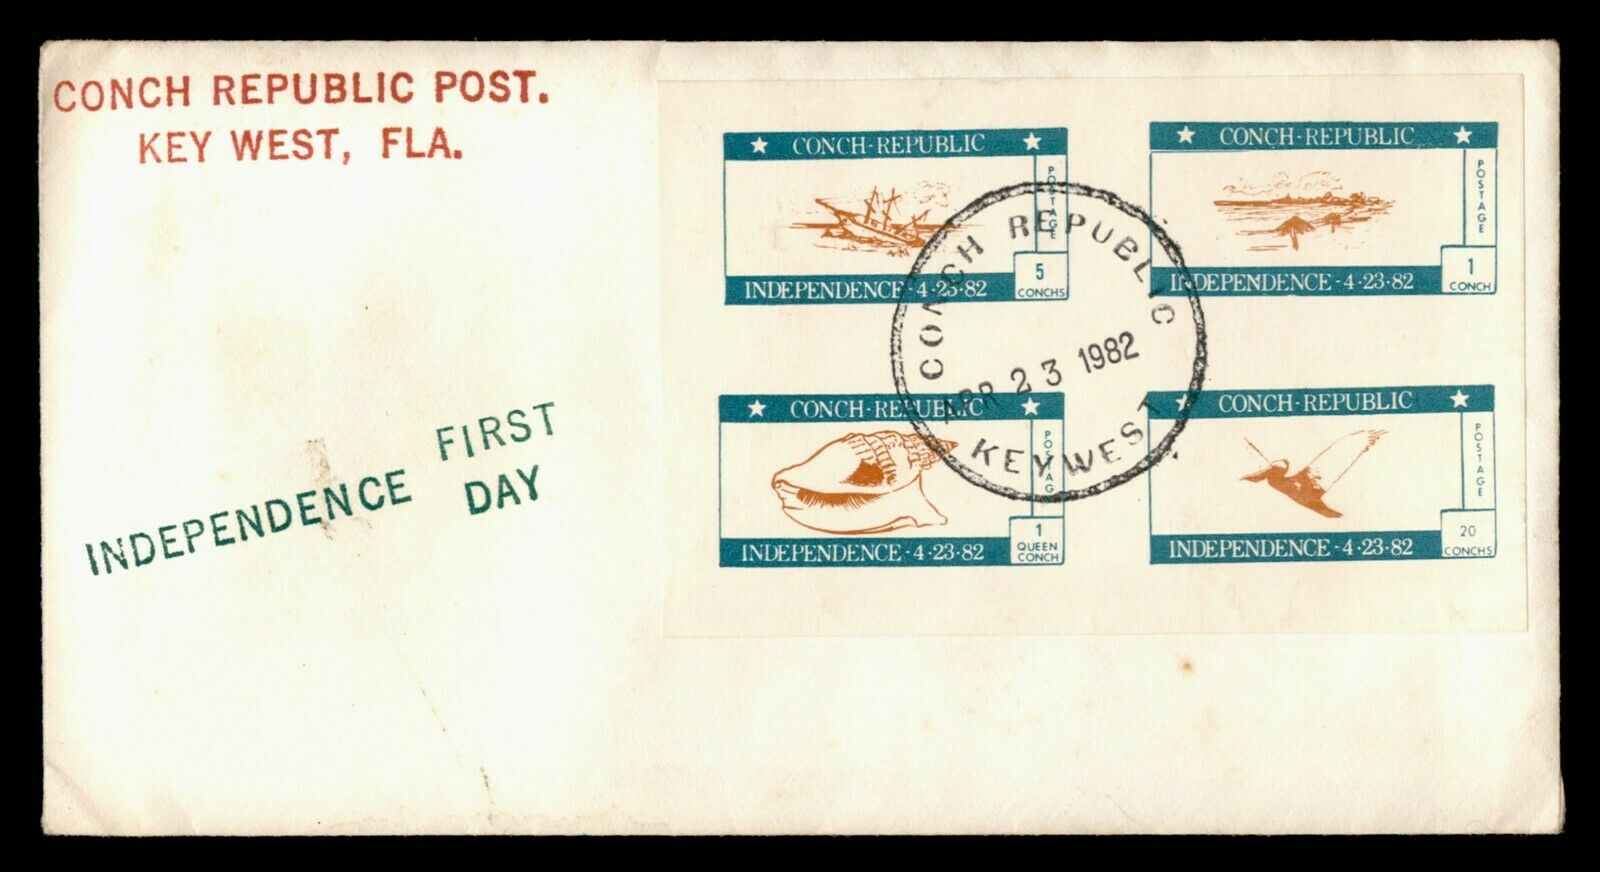 CONCH REPUBLIC POST.
KEY WEST, FLA.
INDEPENDENCE FIRST DAY
CONCH-REPUBLIC
POSTAGE
5
CONCHS
INDEPENDENCE-4-23-82
CONCH-REPUBLIC
POSTAGE
1
CONCH
INDEPENDENCE-4-23-82
CONCH REPUBLIC
APR 23 1982
KEY WEST
CONCH-REPUBLIC
POSTAGE
1
QUEEN
CONCH
INDEPENDENCE-4-23-82
CONCH-REPUBLIC
POSTAGE
20
CONCHS
INDEPENDENCE-4-23-82